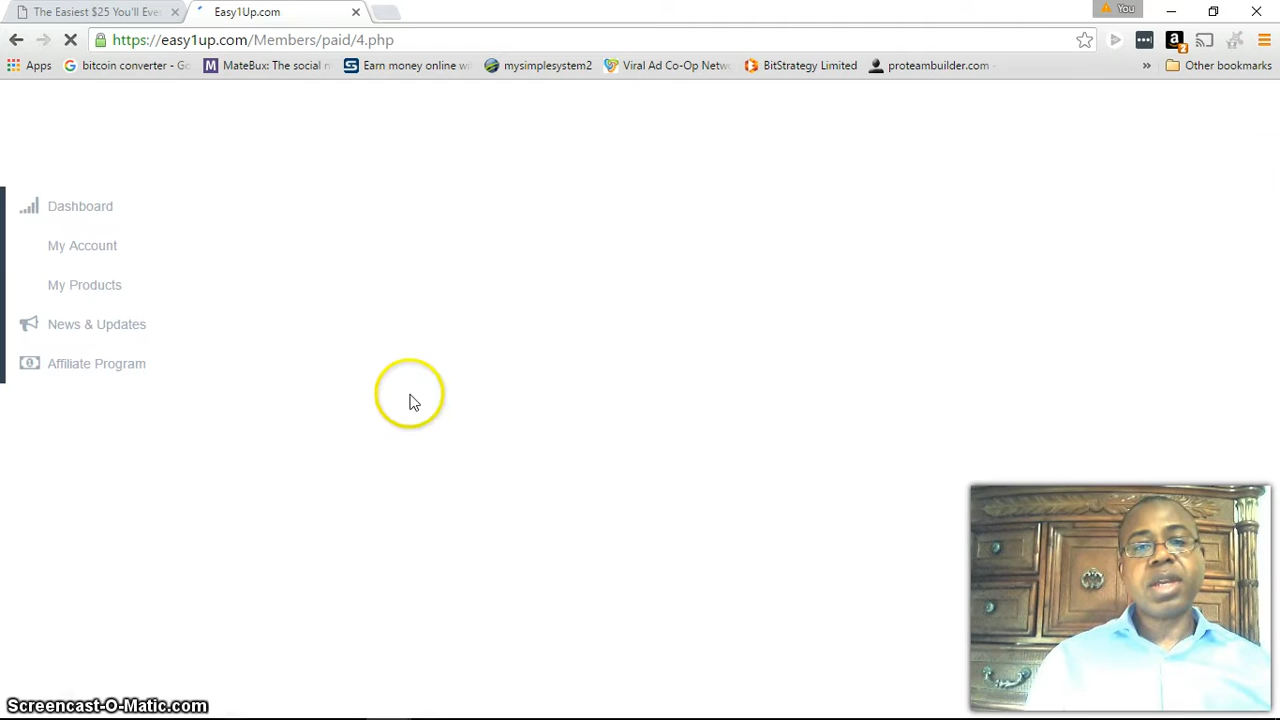 The Easiest $25 You'll Eve
Easy1Up.com
You
https://easy1up.com/Members/paid/4.php
2
Apps
bitcoin converter - Go
MateBux: The social n
Earn money online w
mysimplesystem2
Viral Ad Co-Op Netw
BitStrategy Limited
proteambuilder.com -
»
Other bookmarks
Dashboard
My Account
My Products
News & Updates
Affiliate Program
Screencast-O-Matic.com